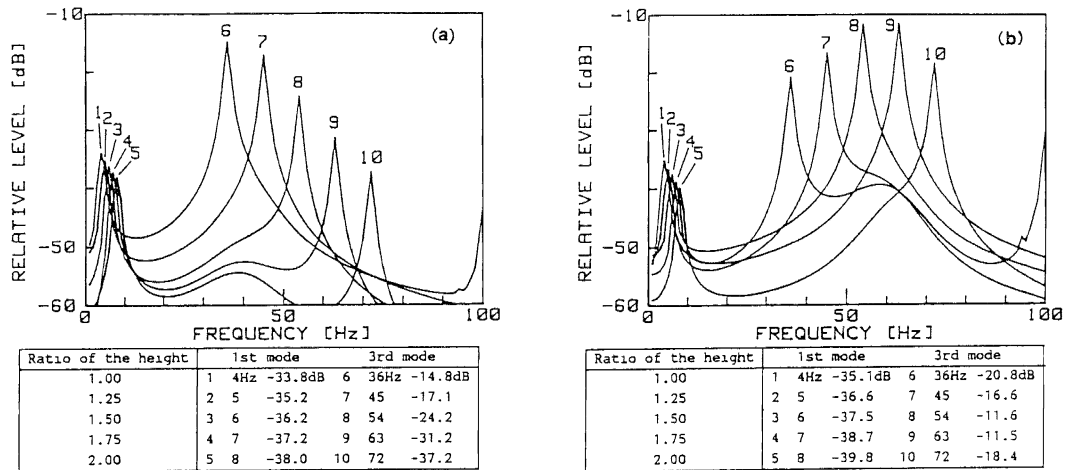 -10
(a)
6
7
8
9
10
1
2
3
4
5
RELATIVE LEVEL [dB]
-50
-60
0
50
100
FREQUENCY [Hz]
Ratio of the height 1st mode 3rd mode
1.00 1 4Hz -33.8dB 6 36Hz -14.8dB
1.25 2 5 -35.2 7 45 -17.1
1.50 3 6 -36.2 8 54 -24.2
1.75 4 7 -37.2 9 63 -31.2
2.00 5 8 -38.0 10 72 -37.2
-10
(b)
6
7
8
9
10
1
2
3
4
5
RELATIVE LEVEL [dB]
-50
-60
0
50
100
FREQUENCY [Hz]
Ratio of the height 1st mode 3rd mode
1.00 1 4Hz -35.1dB 6 36Hz -20.8dB
1.25 2 5 -36.6 7 45 -16.6
1.50 3 6 -37.5 8 54 -11.6
1.75 4 7 -38.7 9 63 -11.5
2.00 5 8 -39.8 10 72 -18.4